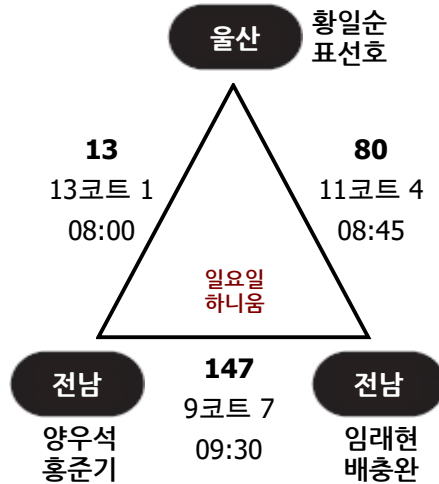 울산
황일순
표선호
13
13코트 1
08:00
80
11코트 4
08:45
일요일
하니움
전남
양우석
홍준기
147
9코트 7
09:30
전남
임래현
배충완